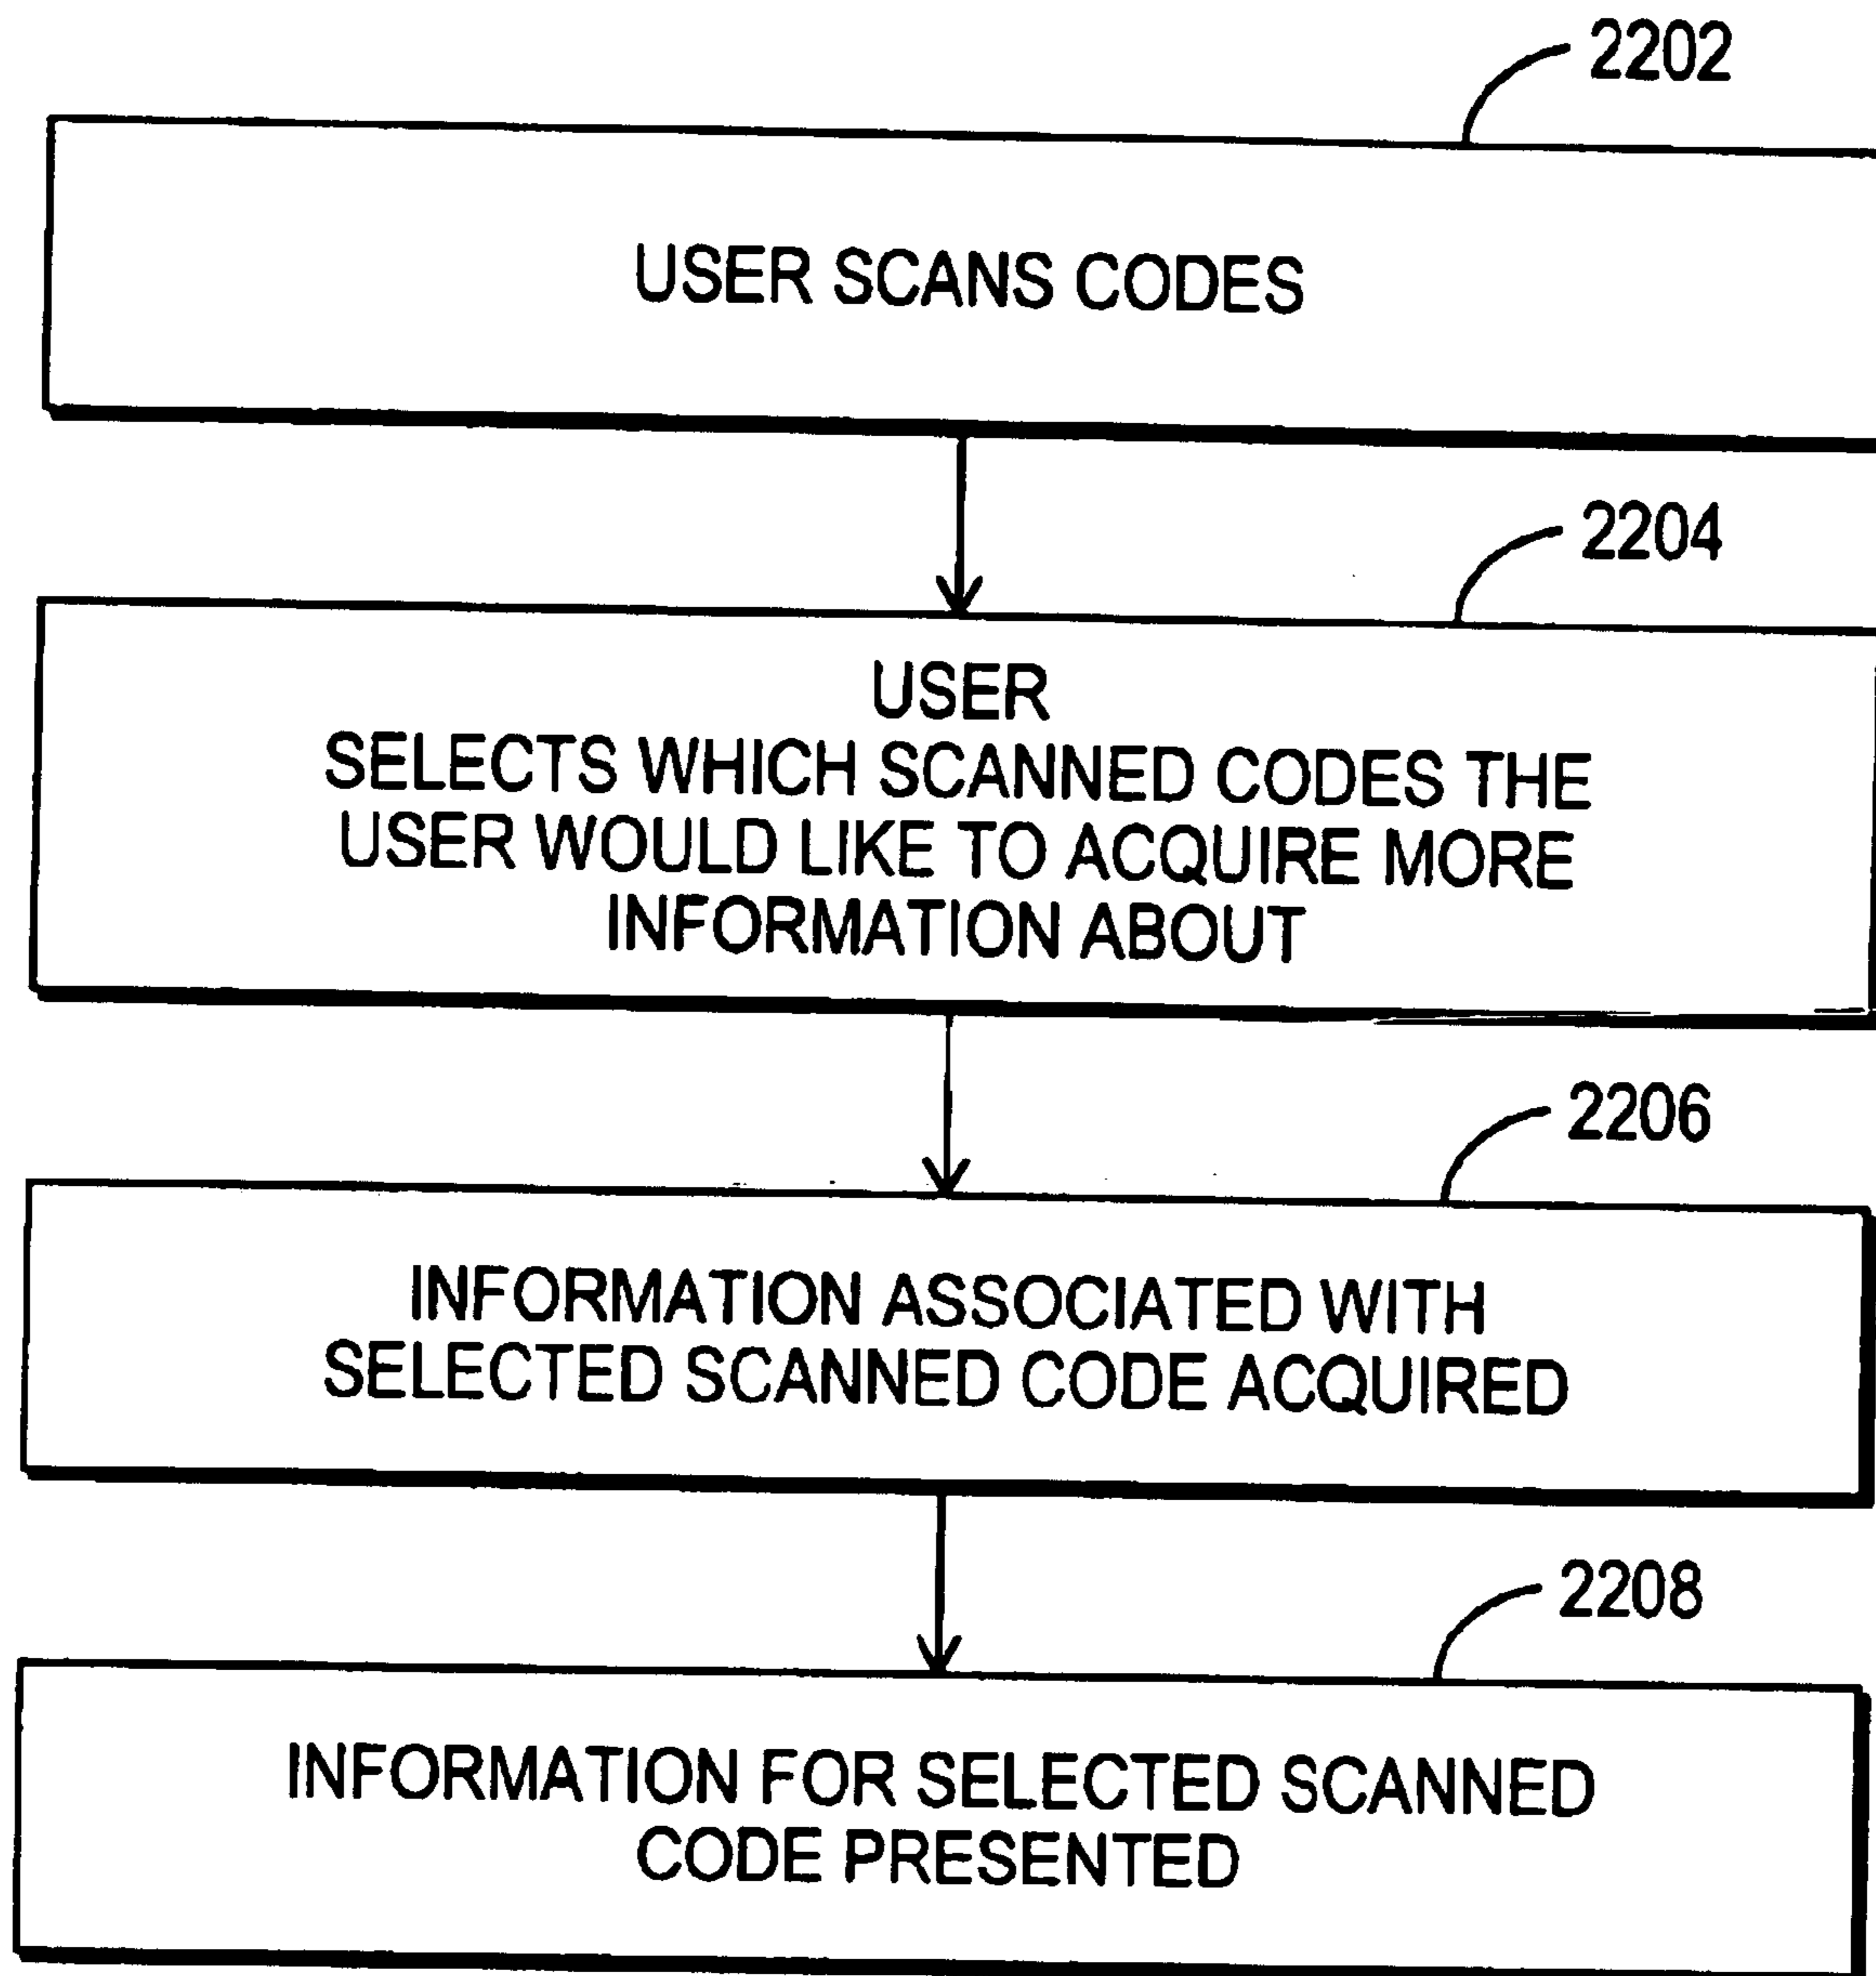 2202
USER SCANS CODES
2204
USER
SELECTS WHICH SCANNED CODES THE
USER WOULD LIKE TO ACQUIRE MORE
INFORMATION ABOUT
2206
INFORMATION ASSOCIATED WITH
SELECTED SCANNED CODE ACQUIRED
2208
INFORMATION FOR SELECTED SCANNED
CODE PRESENTED